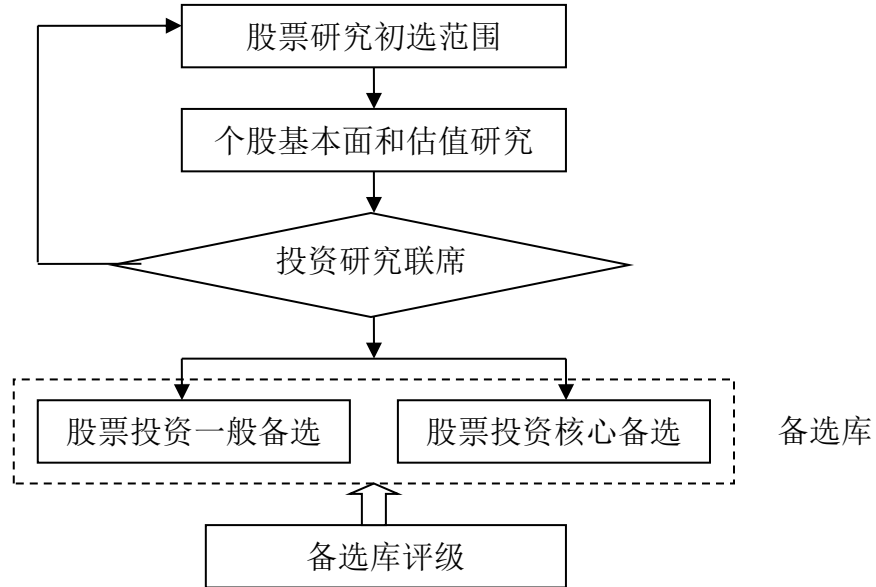 股票研究初选范围
个股基本面和估值研究
投资研究联席
股票投资一般备选
股票投资核心备选
备选库
备选库评级